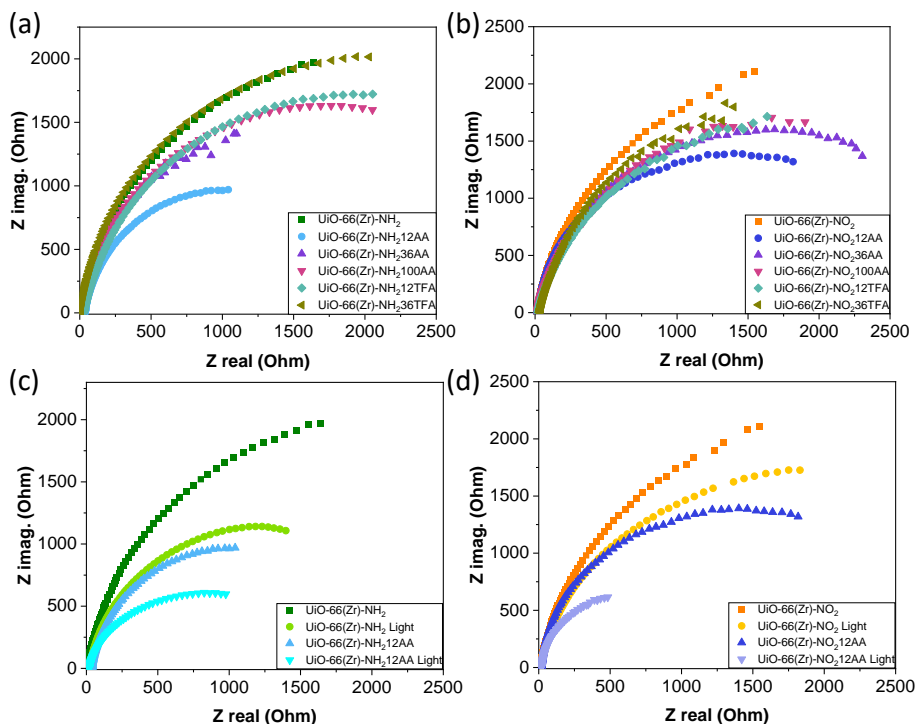 (a)
2000
1500
1000
500
0
Z imag. (Ohm)
0 500 1000 1500 2000 2500
Z real (Ohm)
UiO-66(Zr)-NH₂
UiO-66(Zr)-NH₂12AA
UiO-66(Zr)-NH₂36AA
UiO-66(Zr)-NH₂100AA
UiO-66(Zr)-NH₂12TFA
UiO-66(Zr)-NH₂36TFA
(b)
2500
2000
1500
1000
500
0
Z imag. (Ohm)
0 500 1000 1500 2000 2500
Z real (Ohm)
UiO-66(Zr)-NO₂
UiO-66(Zr)-NO₂12AA
UiO-66(Zr)-NO₂36AA
UiO-66(Zr)-NO₂100AA
UiO-66(Zr)-NO₂12TFA
UiO-66(Zr)-NO₂36TFA
(c)
2000
1500
1000
500
0
Z imag. (Ohm)
0 500 1000 1500 2000 2500
Z real (Ohm)
UiO-66(Zr)-NH₂
UiO-66(Zr)-NH₂ Light
UiO-66(Zr)-NH₂12AA
UiO-66(Zr)-NH₂12AA Light
(d)
2500
2000
1500
1000
500
0
Z imag. (Ohm)
0 500 1000 1500 2000 2500
Z real (Ohm)
UiO-66(Zr)-NO₂
UiO-66(Zr)-NO₂ Light
UiO-66(Zr)-NO₂12AA
UiO-66(Zr)-NO₂12AA Light